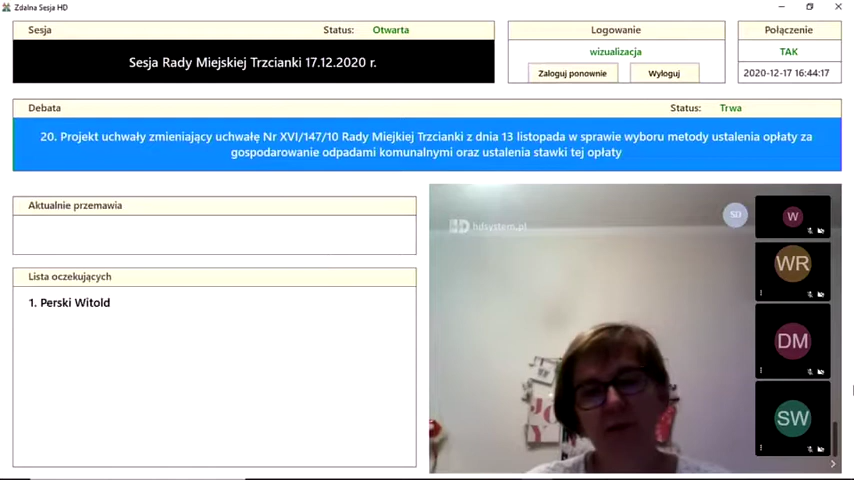 Zdalna Sesja HD
Sesja
Status:
Otwarta
Sesja Rady Miejskiej Trzcianki 17.12.2020 r.
Logowanie
wizualizacja
Zaloguj ponownie
Wyloguj
Połączenie
TAK
2020-12-17 16:44:17
Debata
Status:
Trwa
20. Projekt uchwały zmieniający uchwałę Nr XVI/147/10 Rady Miejkiej Trzcianki z dnia 13 listopada w sprawie wyboru metody ustalenia opłaty za
gospodarowanie odpadami komunalnymi oraz ustalenia stawki tej opłaty
Aktualnie przemawia
Lista oczekujących
1. Perski Witold
HD hdsystem.pl
SD
W
WR
DM
SW